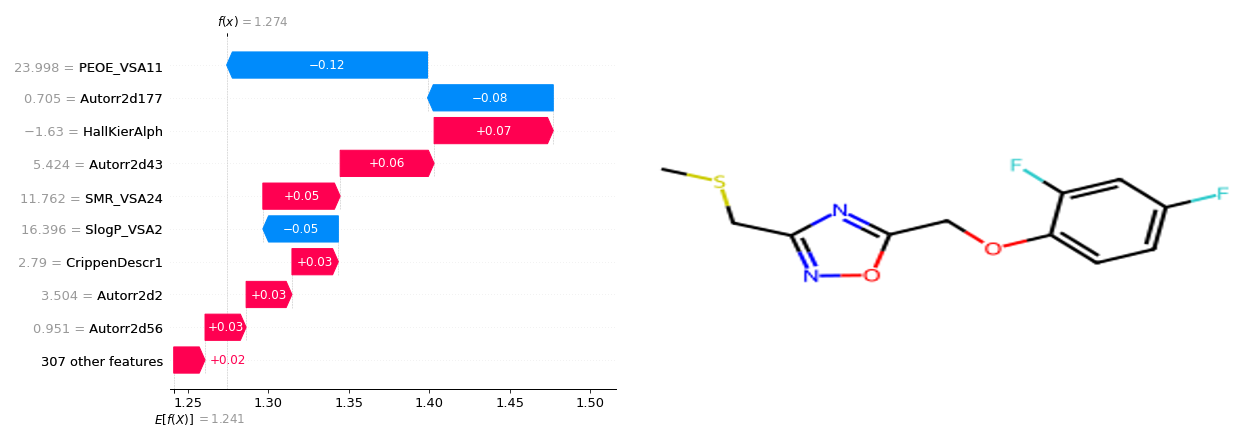 f(x) = 1.274
23.998 = PEOE_VSA11
−0.12
0.705 = Autorr2d177
−0.08
−1.63 = HallKierAlph
+0.07
5.424 = Autorr2d43
+0.06
11.762 = SMR_VSA24
+0.05
16.396 = SlogP_VSA2
−0.05
2.79 = CrippenDescr1
+0.03
3.504 = Autorr2d2
+0.03
0.951 = Autorr2d56
+0.03
307 other features
+0.02
1.25 1.30 1.35 1.40 1.45 1.50
E[f(X)] = 1.241
F
S
F
N
O
N
O